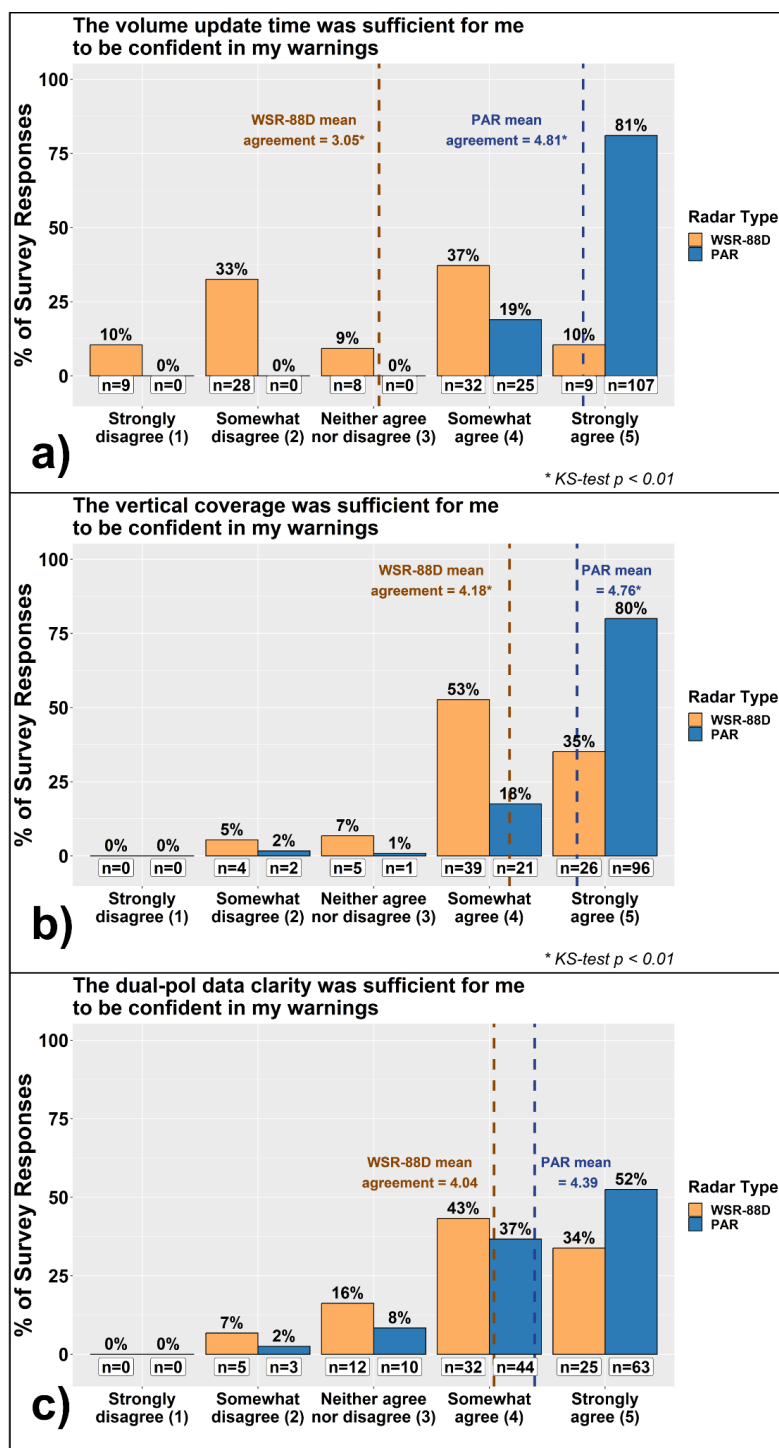 The volume update time was sufficient for me
to be confident in my warnings
% of Survey Responses
100
75
50
25
0
WSR-88D mean
agreement = 3.05*
PAR mean
agreement = 4.81*
10%
0%
33%
0%
9%
0%
37%
19%
10%
81%
n=9
n=0
n=28
n=0
n=8
n=0
n=32
n=25
n=9
n=107
Strongly
disagree (1)
Somewhat
disagree (2)
Neither agree
nor disagree (3)
Somewhat
agree (4)
Strongly
agree (5)
Radar Type
WSR-88D
PAR
a)
* KS-test p < 0.01
The vertical coverage was sufficient for me
to be confident in my warnings
% of Survey Responses
100
75
50
25
0
WSR-88D mean
agreement = 4.18*
PAR mean
= 4.76*
0%
0%
5%
2%
7%
1%
53%
18%
35%
80%
n=0
n=0
n=4
n=2
n=5
n=1
n=39
n=21
n=26
n=96
Strongly
disagree (1)
Somewhat
disagree (2)
Neither agree
nor disagree (3)
Somewhat
agree (4)
Strongly
agree (5)
Radar Type
WSR-88D
PAR
b)
* KS-test p < 0.01
The dual-pol data clarity was sufficient for me
to be confident in my warnings
% of Survey Responses
100
75
50
25
0
WSR-88D mean
agreement = 4.04
PAR mean
= 4.39
0%
0%
7%
2%
16%
8%
43%
37%
34%
52%
n=0
n=0
n=5
n=3
n=12
n=10
n=32
n=44
n=25
n=63
Strongly
disagree (1)
Somewhat
disagree (2)
Neither agree
nor disagree (3)
Somewhat
agree (4)
Strongly
agree (5)
Radar Type
WSR-88D
PAR
c)